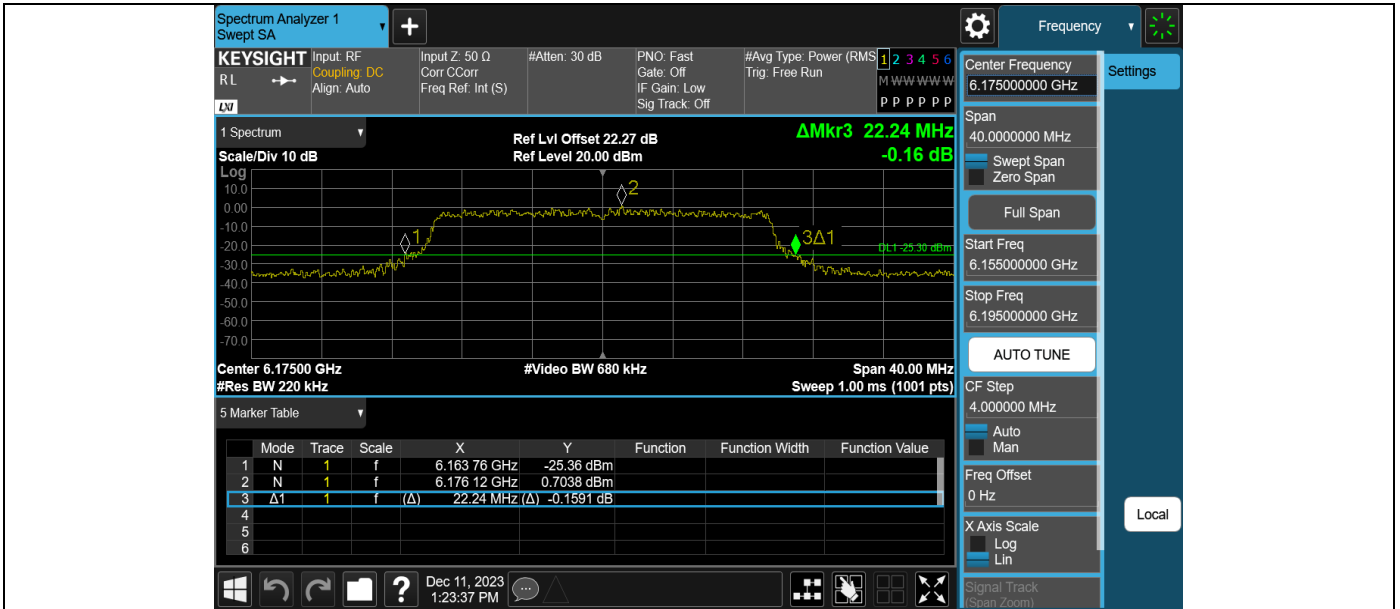 Spectrum Analyzer 1
Swept SA
+
Frequency
KEYSIGHT
RL
LXI
Input: RF
Coupling: DC
Align: Auto
Input Z: 50 Ω
Corr CCorr
Freq Ref: Int (S)
#Atten: 30 dB
PNO: Fast
Gate: Off
IF Gain: Low
Sig Track: Off
#Avg Type: Power (RMS
Trig: Free Run
1 2 3 4 5 6
M W W W W W
P P P P P P
1 Spectrum
Scale/Div 10 dB
Ref Lvl Offset 22.27 dB
Ref Level 20.00 dBm
ΔMkr3 22.24 MHz
-0.16 dB
Log
10.0
0.00
-10.0
-20.0
-30.0
-40.0
-50.0
-60.0
-70.0
1
2
3Δ1
DL1 -25.30 dBm
Center 6.17500 GHz
#Video BW 680 kHz
Span 40.00 MHz
#Res BW 220 kHz
Sweep 1.00 ms (1001 pts)
5 Marker Table
Mode Trace Scale X Y Function Function Width Function Value
1 N 1 f 6.163 76 GHz -25.36 dBm
2 N 1 f 6.176 12 GHz 0.7038 dBm
3 Δ1 1 f (Δ) 22.24 MHz (Δ) -0.1591 dB
4
5
6
Center Frequency
6.175000000 GHz
Settings
Span
40.0000000 MHz
Swept Span
Zero Span
Full Span
Start Freq
6.155000000 GHz
Stop Freq
6.195000000 GHz
AUTO TUNE
CF Step
4.000000 MHz
Auto
Man
Freq Offset
0 Hz
X Axis Scale
Log
Lin
Signal Track
(Span Zoom)
Local
?
Dec 11, 2023
1:23:37 PM